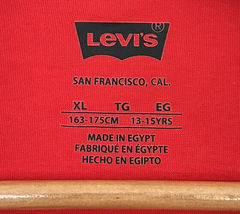 Levi's
SAN FRANCISCO, CAL.
XL TG EG
163-175CM 13-15YRS
MADE IN EGYPT
FABRIQUÉ EN ÉGYPTE
HECHO EN EGIPTO